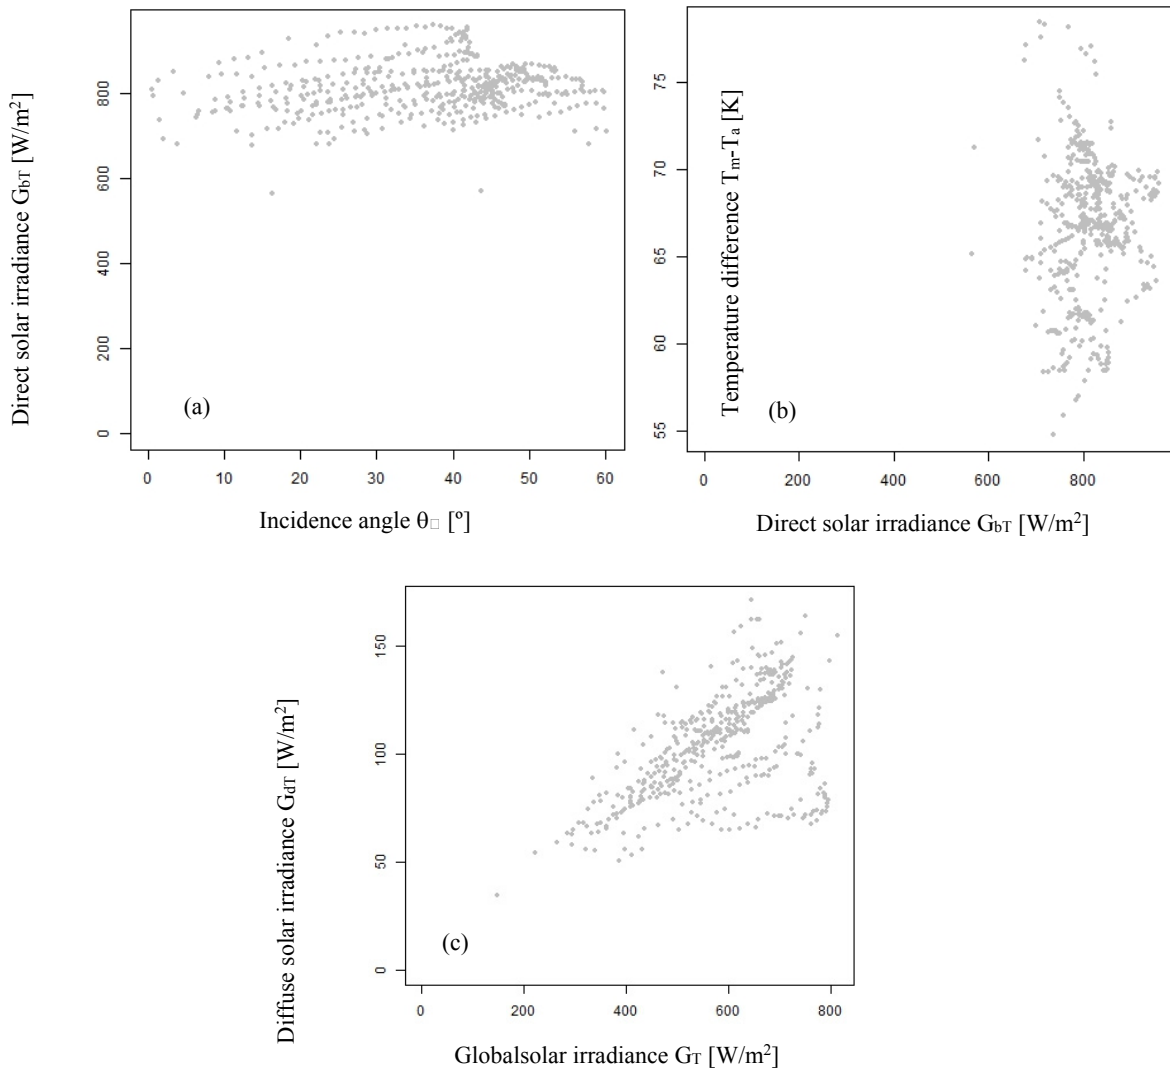 Direct solar irradiance GbT [W/m²]
800
600
400
200
0
(a)
0 10 20 30 40 50 60
Incidence angle θ□ [º]
Temperature difference Tm-Ta [K]
75
70
65
60
55
(b)
0 200 400 600 800
Direct solar irradiance GbT [W/m²]
Diffuse solar irradiance GdT [W/m²]
150
100
50
0
(c)
0 200 400 600 800
Globalsolar irradiance GT [W/m²]